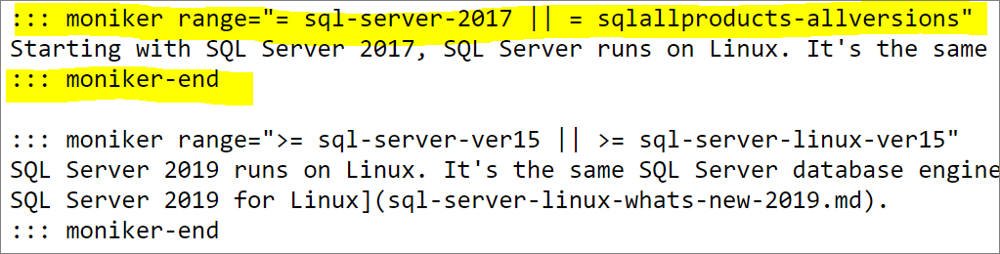 ::: moniker range="= sql-server-2017 || = sqlallproducts-allversions"
Starting with SQL Server 2017, SQL Server runs on Linux. It's the same
::: moniker-end
::: moniker range=">= sql-server-ver15 || >= sql-server-linux-ver15"
SQL Server 2019 runs on Linux. It's the same SQL Server database engine
SQL Server 2019 for Linux](sql-server-linux-whats-new-2019.md).
::: moniker-end